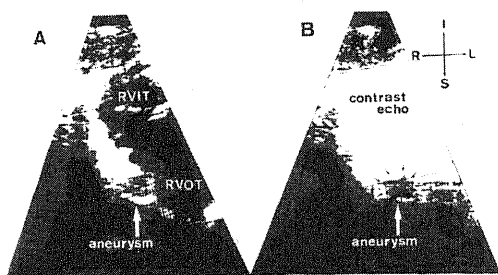 A
RVIT
RVOT
aneurysm
B
I
R
L
S
contrast
echo
aneurysm